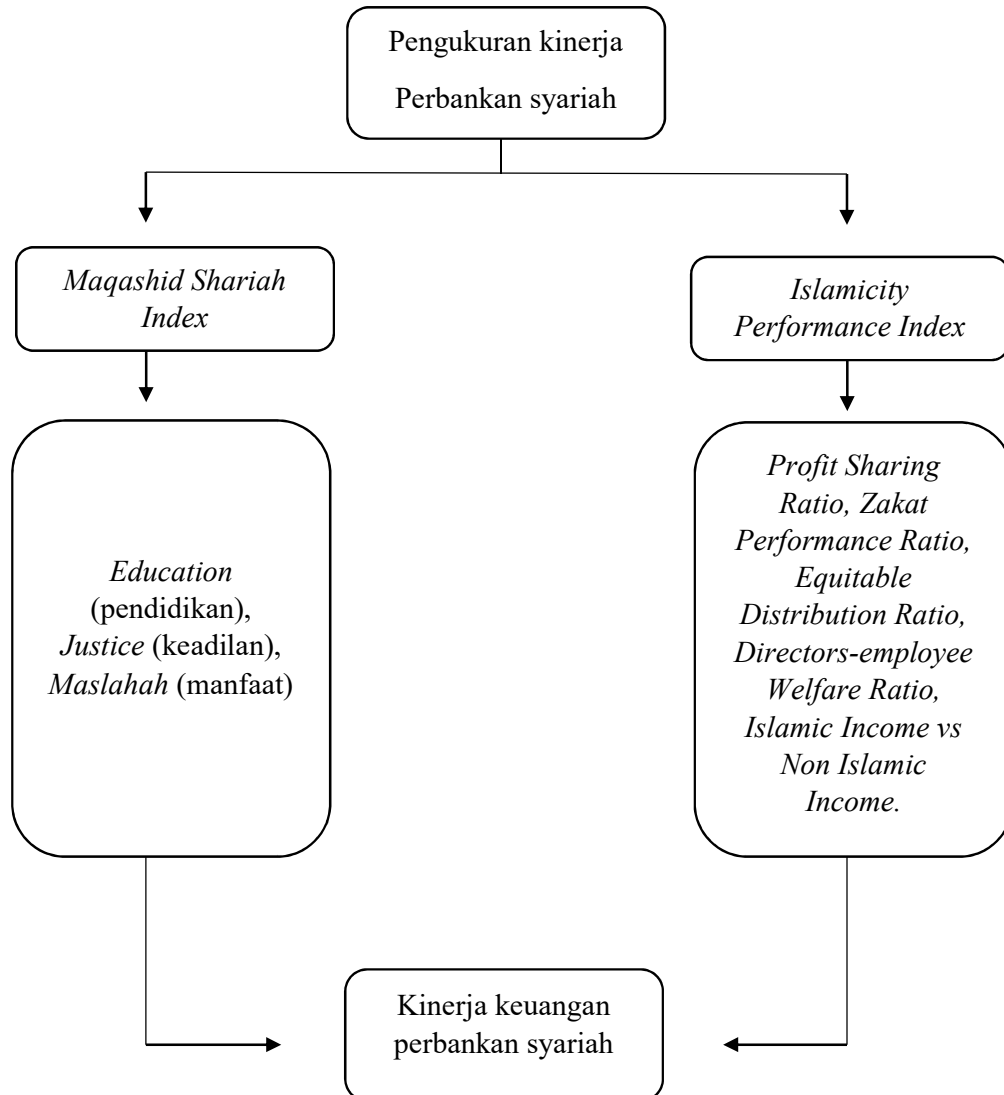 Pengukuran kinerja
Perbankan syariah
Maqashid Shariah
Index
Islamicity
Performance Index
Education
(pendidikan),
Justice (keadilan),
Maslahah (manfaat)
Profit Sharing
Ratio, Zakat
Performance Ratio,
Equitable
Distribution Ratio,
Directors-employee
Welfare Ratio,
Islamic Income vs
Non Islamic
Income.
Kinerja keuangan
perbankan syariah